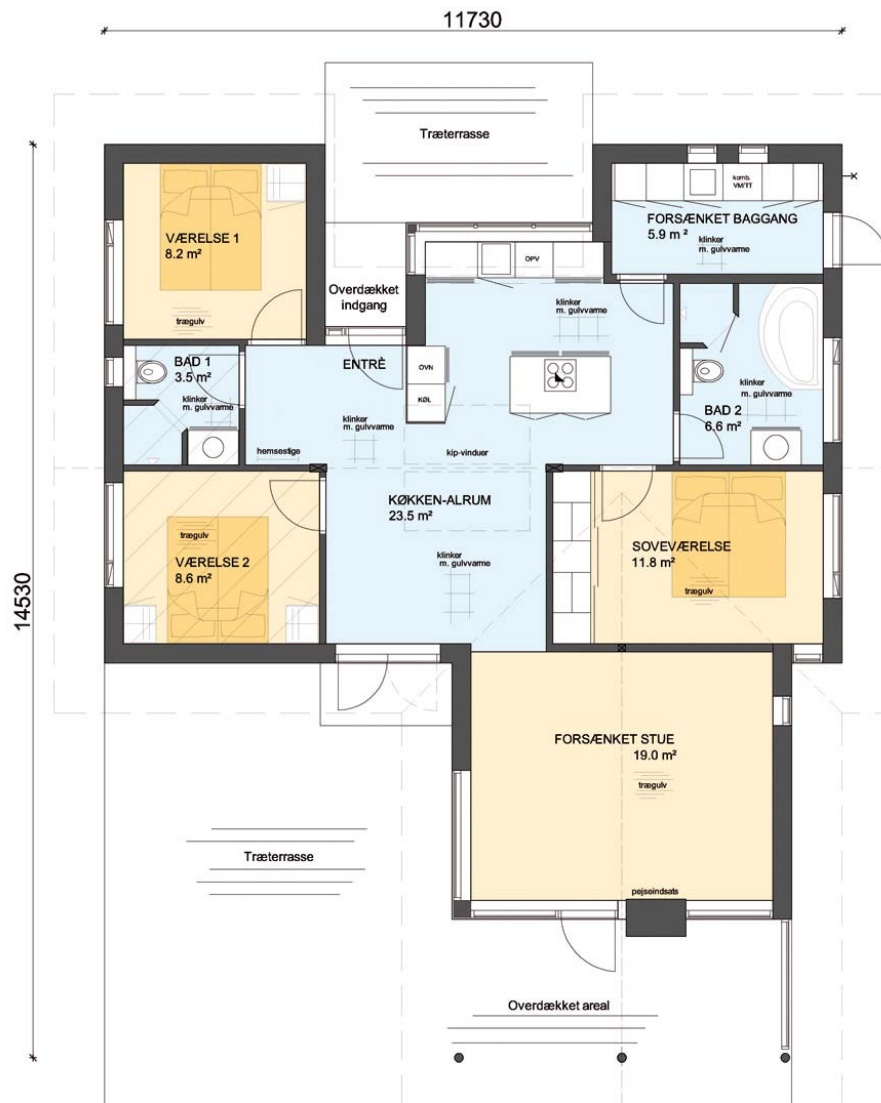 11730
Træterrasse
komb.
VM/TT
FORSÆNKET BAGGANG
5.9 m²
klinker
m. gulvvarme
VÆRELSE 1
8.2 m²
trægulv
OPV
Overdækket
indgang
klinker
m. gulvvarme
BAD 1
3.5 m²
klinker
m. gulvvarme
ENTRÈ
OVN
KØL
klinker
m. gulvvarme
hemsestige
kip-vinduer
klinker
m. gulvvarme
BAD 2
6.6 m²
KØKKEN-ALRUM
23.5 m²
klinker
m. gulvvarme
trægulv
VÆRELSE 2
8.6 m²
SOVEVÆRELSE
11.8 m²
trægulv
14530
FORSÆNKET STUE
19.0 m²
trægulv
pejseindsats
Træterrasse
Overdækket areal